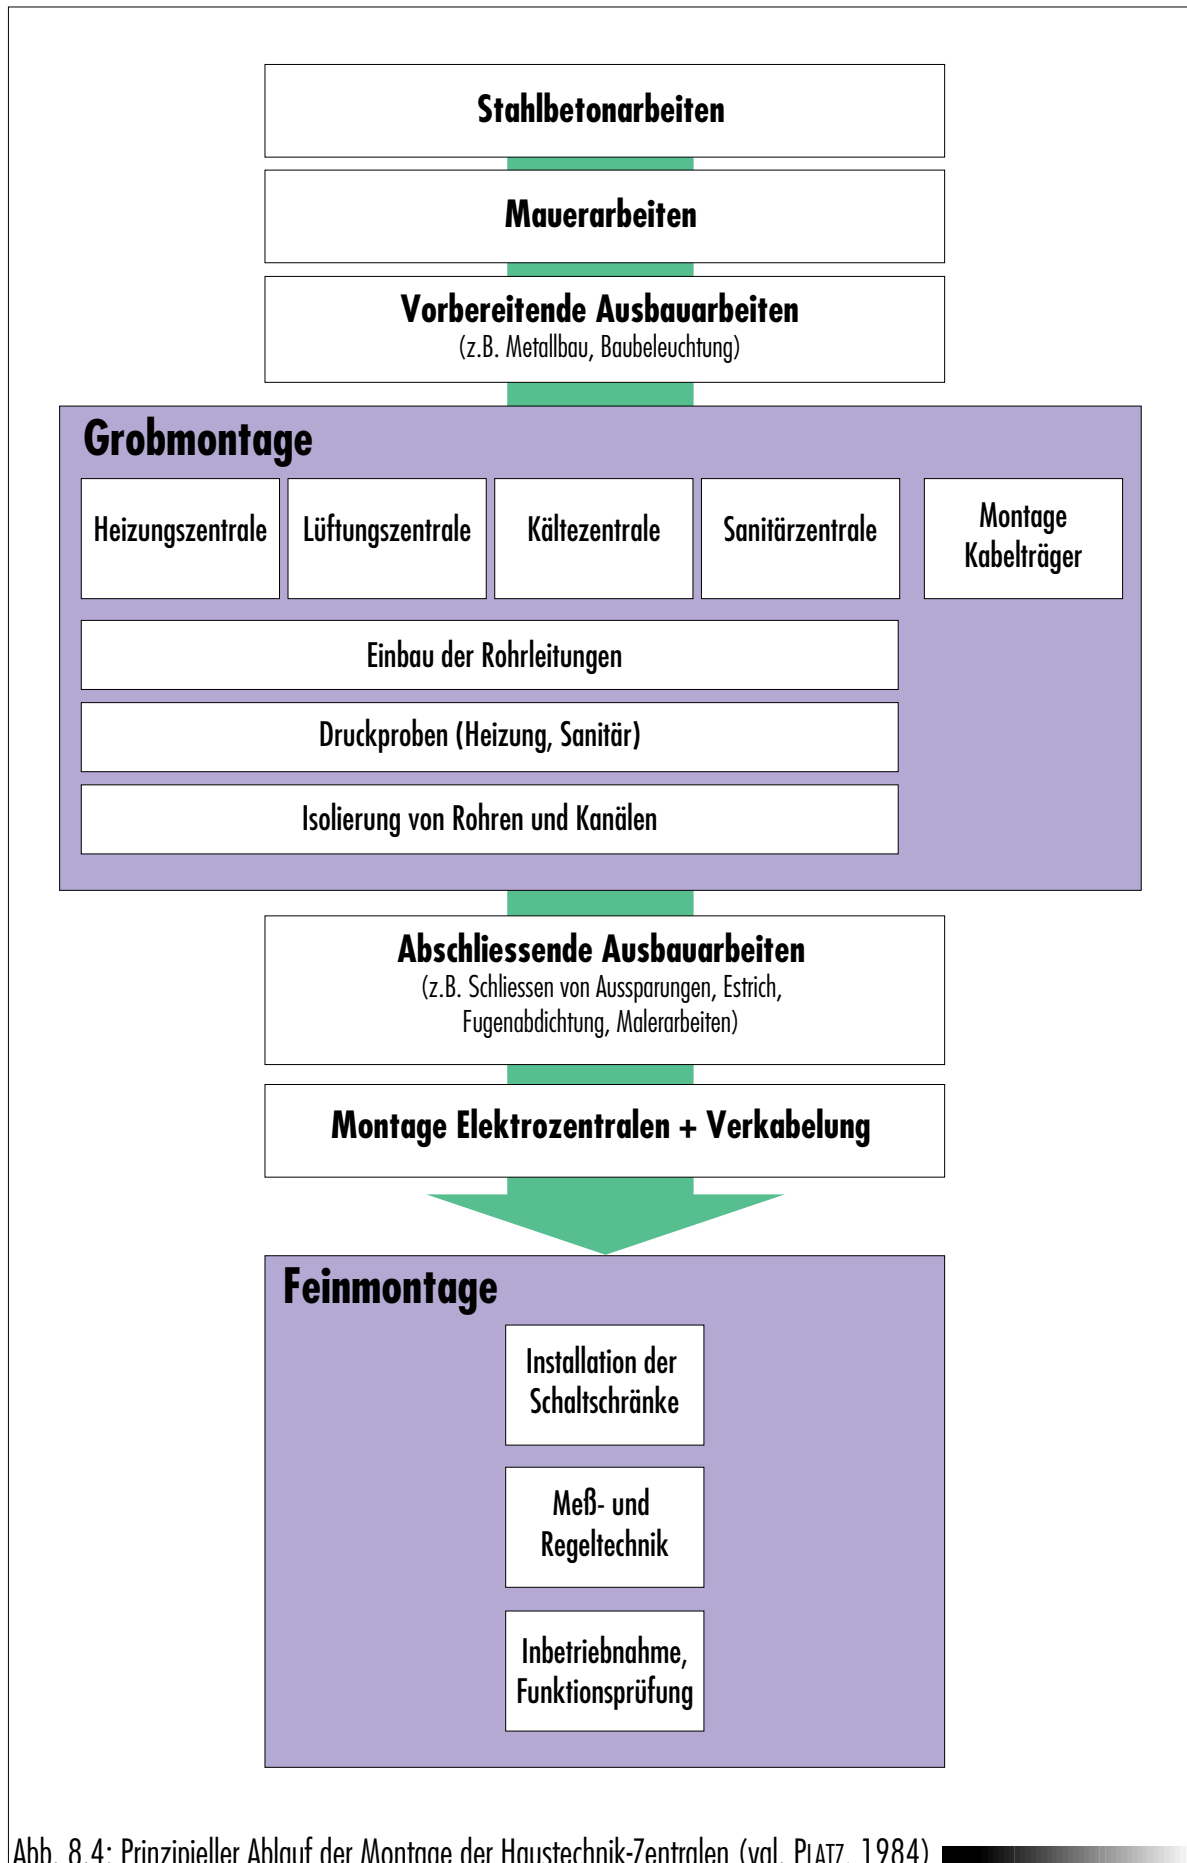 Stahlbetonarbeiten
Mauerarbeiten
Vorbereitende Ausbauarbeiten
(z.B. Metallbau, Baubeleuchtung)
Grobmontage
Heizungszentrale
Lüftungszentrale
Kältezentrale
Sanitärzentrale
Montage
Kabelträger
Einbau der Rohrleitungen
Druckproben (Heizung, Sanitär)
Isolierung von Rohren und Kanälen
Abschliessende Ausbauarbeiten
(z.B. Schliessen von Aussparungen, Estrich,
Fugenabdichtung, Malerarbeiten)
Montage Elektrozentralen + Verkabelung
Feinmontage
Installation der
Schaltschränke
Meß- und
Regeltechnik
Inbetriebnahme,
Funktionsprüfung
Abb. 8.4: Prinzipieller Ablauf der Montage der Haustechnik-Zentralen (vgl. PLATZ, 1984)